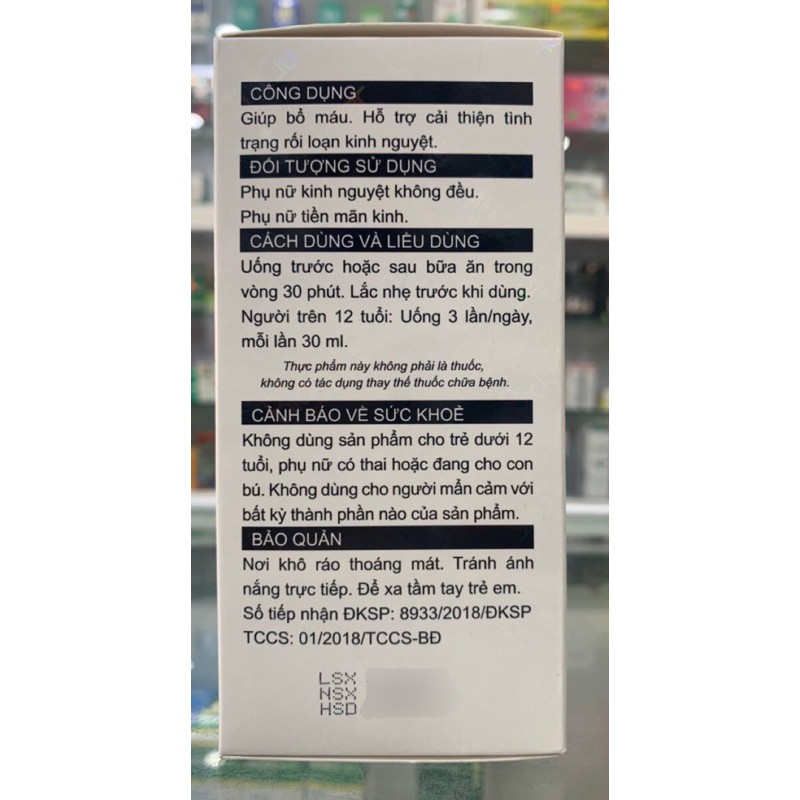 CÔNG DỤNG
Giúp bổ máu. Hỗ trợ cải thiện tình
trạng rối loạn kinh nguyệt.
ĐỐI TƯỢNG SỬ DỤNG
Phụ nữ kinh nguyệt không đều.
Phụ nữ tiền mãn kinh.
CÁCH DÙNG VÀ LIỀU DÙNG
Uống trước hoặc sau bữa ăn trong
vòng 30 phút. Lắc nhẹ trước khi dùng.
Người trên 12 tuổi: Uống 3 lần/ngày,
mỗi lần 30 ml.
Thực phẩm này không phải là thuốc,
không có tác dụng thay thế thuốc chữa bệnh.
CẢNH BÁO VỀ SỨC KHOẺ
Không dùng sản phẩm cho trẻ dưới 12
tuổi, phụ nữ có thai hoặc đang cho con
bú. Không dùng cho người mẫn cảm với
bất kỳ thành phần nào của sản phẩm.
BẢO QUẢN
Nơi khô ráo thoáng mát. Tránh ánh
nắng trực tiếp. Để xa tầm tay trẻ em.
Số tiếp nhận ĐKSP: 8933/2018/ĐKSP
TCCS: 01/2018/TCCS-BĐ
LSX
NSX
HSD